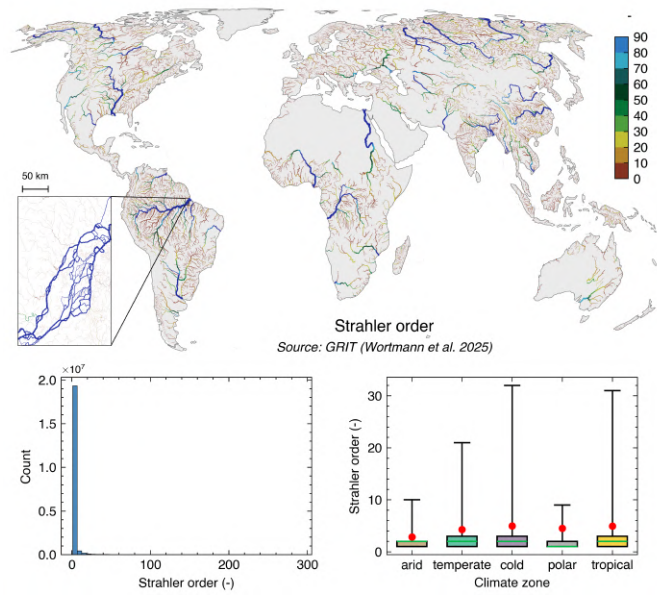 -
90
80
70
60
50
40
30
20
10
0
50 km
Strahler order
Source: GRIT (Wortmann et al. 2025)
×10⁷
2.0
1.5
1.0
0.5
0.0
Count
0 100 200 300
Strahler order (-)
30
20
10
0
Strahler order (-)
arid temperate cold polar tropical
Climate zone